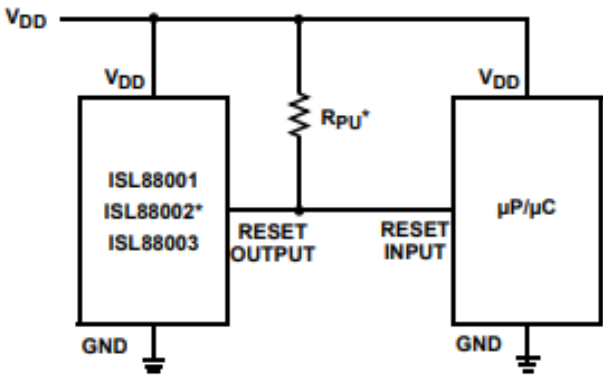 VDD
VDD
VDD
RPU*
ISL88001
ISL88002*
ISL88003
µP/µC
RESET
OUTPUT
RESET
INPUT
GND
GND